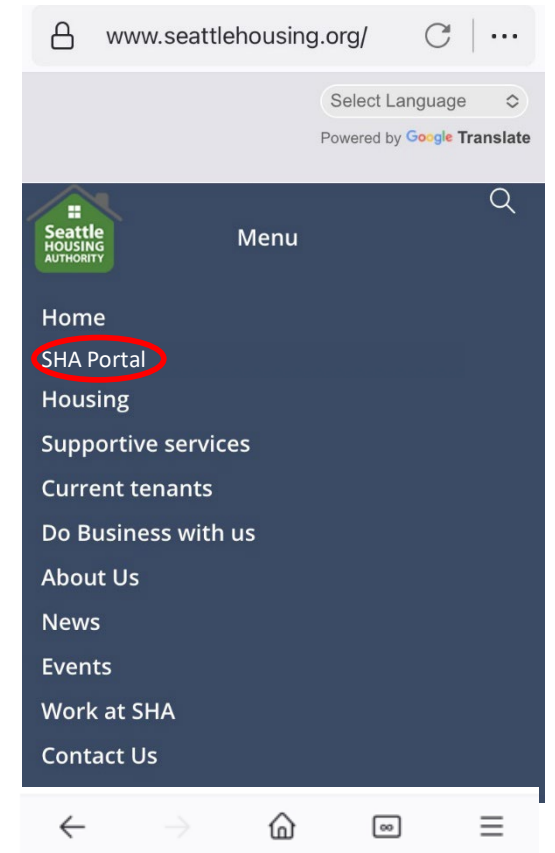 www.seattlehousing.org/
Select Language
Powered by Google Translate
Seattle
HOUSING
AUTHORITY
Menu
Home
SHA Portal
Housing
Supportive services
Current tenants
Do Business with us
About Us
News
Events
Work at SHA
Contact Us